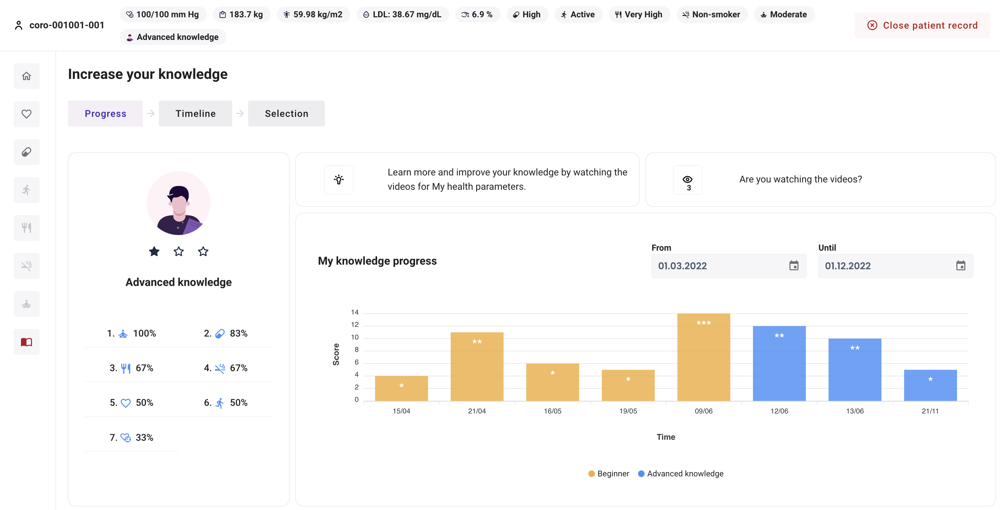 coro-001001-001
100/100 mm Hg
183.7 kg
59.98 kg/m2
LDL: 38.67 mg/dL
6.9 %
High
Active
Very High
Non-smoker
Moderate
Advanced knowledge
Close patient record
Increase your knowledge
Progress
Timeline
Selection
Advanced knowledge
1. 100%
2. 83%
3. 67%
4. 67%
5. 50%
6. 50%
7. 33%
Learn more and improve your knowledge by watching the
videos for My health parameters.
3
Are you watching the videos?
My knowledge progress
From
01.03.2022
Until
01.12.2022
Score
14
12
10
8
6
4
2
0
15/04
21/04
16/05
19/05
09/06
12/06
13/06
21/11
Time
Beginner
Advanced knowledge